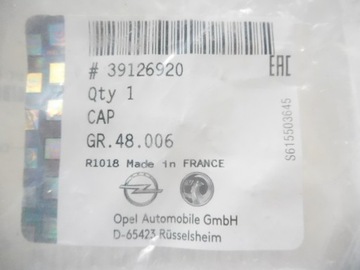 # 39126920
EAC
Qty 1
CAP
GR.48.006
R1018 Made in FRANCE
Opel Automobile GmbH
D-65423 Rüsselsheim
S615503645